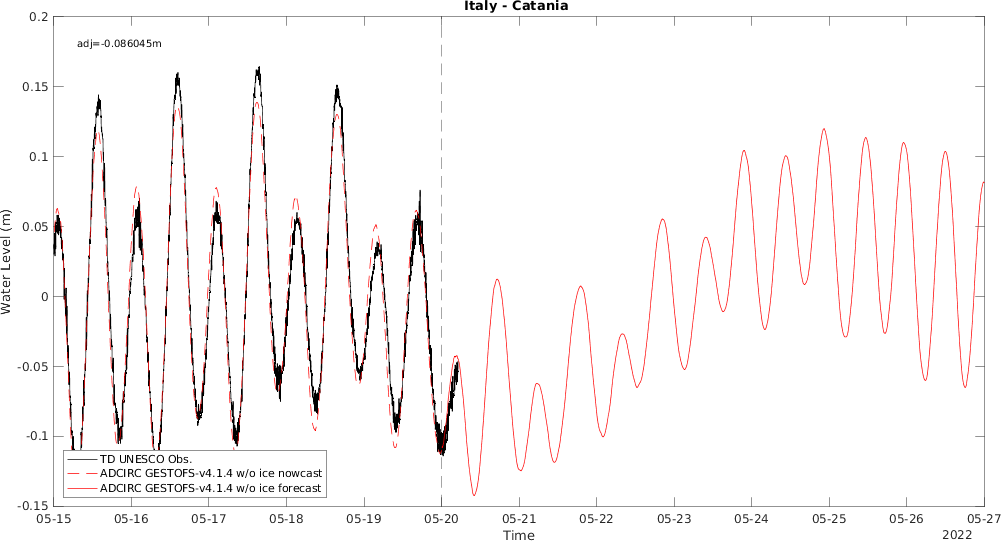 Italy - Catania
adj=-0.086045m
Water Level (m)
0.2
0.15
0.1
0.05
0
-0.05
-0.1
-0.15
TD UNESCO Obs.
ADCIRC GESTOFS-v4.1.4 w/o ice nowcast
ADCIRC GESTOFS-v4.1.4 w/o ice forecast
05-15 05-16 05-17 05-18 05-19 05-20 05-21 05-22 05-23 05-24 05-25 05-26 05-27
Time
2022